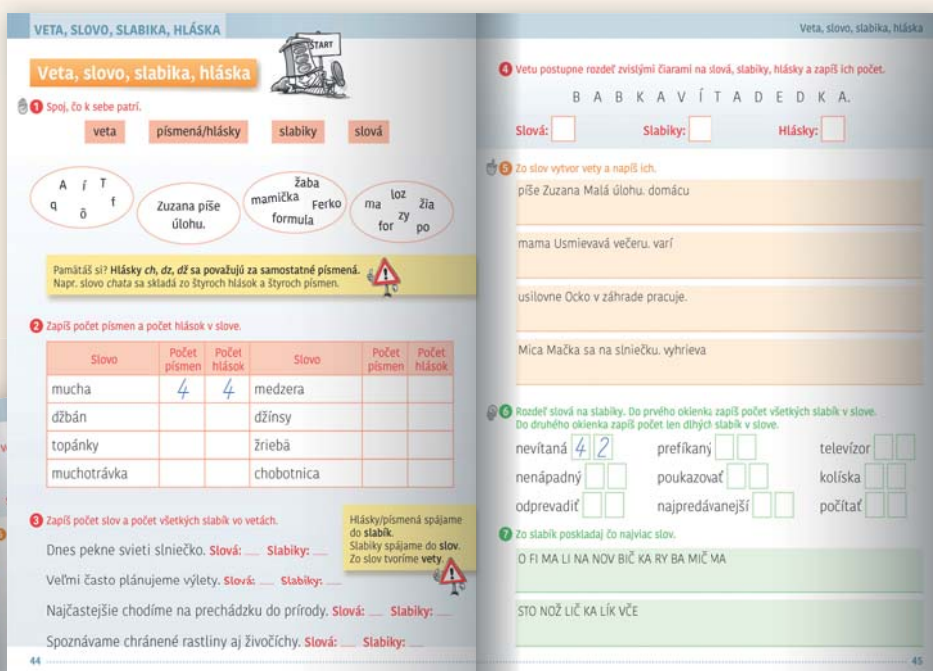 VETA, SLOVO, SLABIKA, HLÁSKA
START
Veta, slovo, slabika, hláska
1 Spoj, čo k sebe patrí.
veta písmená/hlásky slabiky slová
A í T
q õ f
Zuzana píše
úlohu.
žaba
mamička Ferko
formula
ma loz žia
for zy po
Pamätáš si? Hlásky ch, dz, dž sa považujú za samostatné písmená.
Napr. slovo chata sa skladá zo štyroch hlások a štyroch písmen.
2 Zapíš počet písmen a počet hlások v slove.
Slovo Počet písmen Počet hlások Slovo Počet písmen Počet hlások
mucha 4 4 medzera
džbán džínsy
topánky žriebä
muchotrávka chobotnica
3 Zapíš počet slov a počet všetkých slabík vo vetách.
Hlásky/písmená spájame
do slabík.
Slabiky spájame do slov.
Zo slov tvoríme vety.
Dnes pekne svieti slniečko. Slová: __ Slabiky: __
Veľmi často plánujeme výlety. Slová: __ Slabiky: __
Najčastejšie chodíme na prechádzku do prírody. Slová: __ Slabiky: __
Spoznávame chránené rastliny aj živočíchy. Slová: __ Slabiky: __
44
Veta, slovo, slabika, hláska
4 Vetu postupne rozdeľ zvislými čiarami na slová, slabiky, hlásky a zapíš ich počet.
B A B K A V Í T A D E D K A.
Slová: Slabiky: Hlásky:
5 Zo slov vytvor vety a napíš ich.
píše Zuzana Malá úlohu. domácu
mama Usmievavá večeru. varí
usilovne Ocko v záhrade pracuje.
Mica Mačka sa na slniečku. vyhrieva
6 Rozdeľ slová na slabiky. Do prvého okienka zapíš počet všetkých slabík v slove.
Do druhého okienka zapíš počet len dlhých slabík v slove.
nevítaná 4 2 prefíkaný televízor
nenápadný poukazovať kolíska
odprevadiť najpredávanejší počítať
7 Zo slabík poskladaj čo najviac slov.
O FI MA LI NA NOV BIČ KA RY BA MIČ MA
STO NOŽ LIČ KA LÍK VČE
45